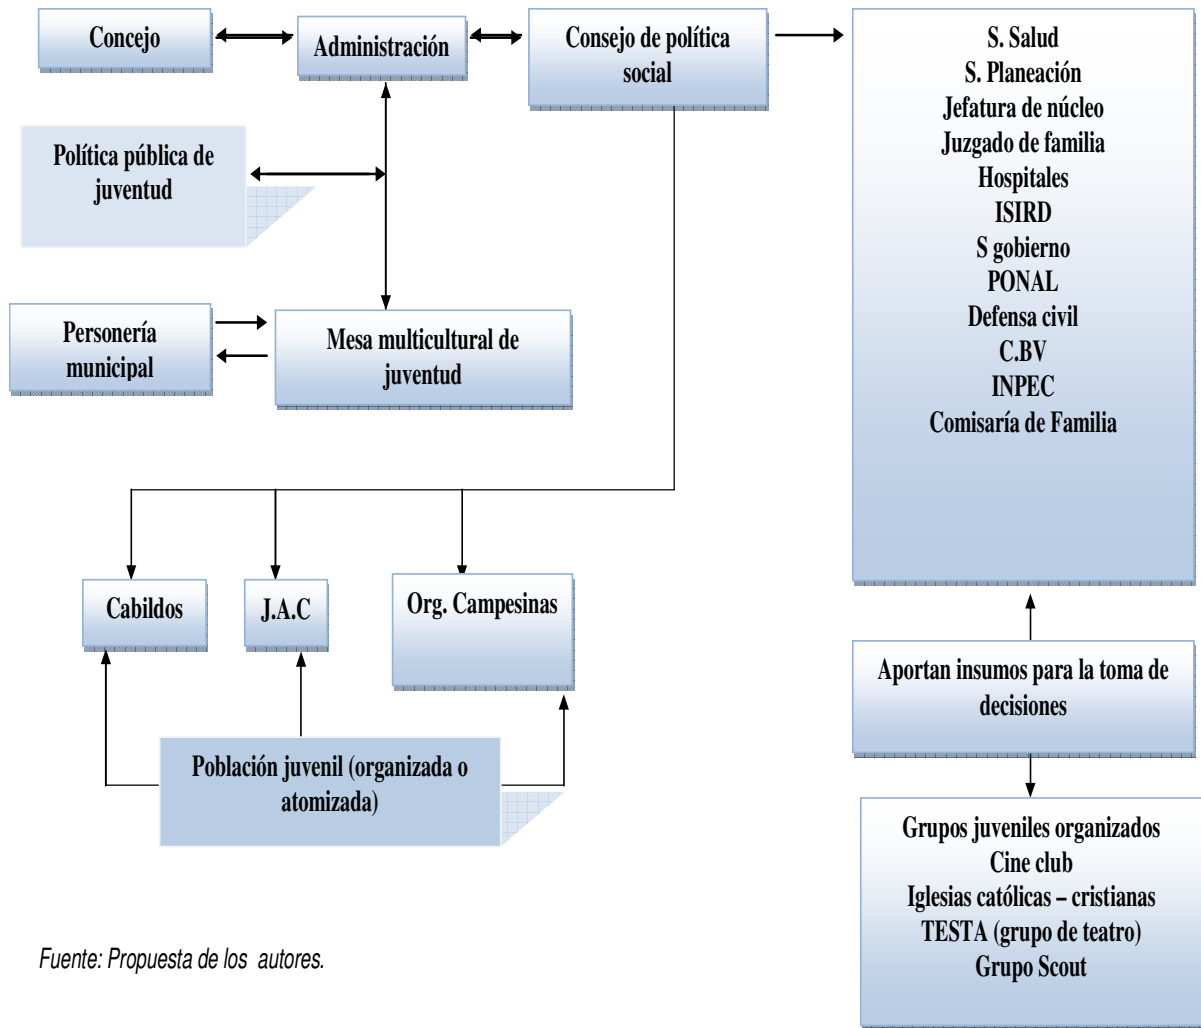 Concejo
Administración
Consejo de política
social
S. Salud
S. Planeación
Jefatura de núcleo
Juzgado de familia
Hospitales
ISIRD
S gobierno
PONAL
Defensa civil
C.BV
INPEC
Comisaría de Familia
Política pública de
juventud
Personería
municipal
Mesa multicultural de
juventud
Cabildos
J.A.C
Org. Campesinas
Población juvenil (organizada o
atomizada)
Aportan insumos para la toma de
decisiones
Grupos juveniles organizados
Cine club
Iglesias católicas – cristianas
TESTA (grupo de teatro)
Grupo Scout
Fuente: Propuesta de los autores.